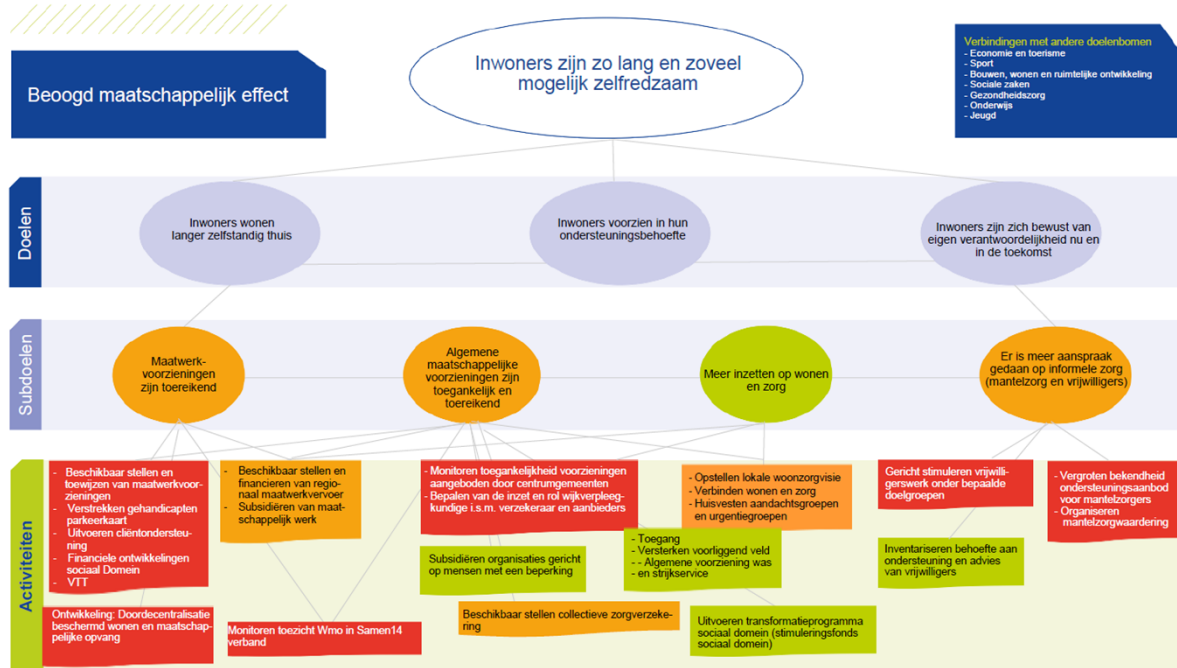 Beoogd maatschappelijk effect
Inwoners zijn zo lang en zoveel
mogelijk zelfredzaam
Verbindingen met andere doelenbomen
- Economie en toerisme
- Sport
- Bouwen, wonen en ruimtelijke ontwikkeling
- Sociale zaken
- Gezondheidszorg
- Onderwijs
- Jeugd
Doelen
Inwoners wonen
langer zelfstandig thuis
Inwoners voorzien in hun
ondersteuningsbehoefte
Inwoners zijn zich bewust van
eigen verantwoordelijkheid nu en
in de toekomst
Subdoelen
Maatwerk-
voorzieningen
zijn toereikend
Algemene
maatschappelijke
voorzieningen zijn
toegankelijk en
toereikend
Meer inzetten op wonen
en zorg
Er is meer aanspraak
gedaan op informele zorg
(mantelzorg en vrijwilligers)
Activiteiten
- Beschikbaar stellen en
toewijzen van maatwerkvoor-
zieningen
- Verstrekken gehandicapten
parkeerkaart
- Uitvoeren cliëntondersteu-
ning
- Financiele ontwikkelingen
sociaal Domein
- VTT
Ontwikkeling: Doordecentralisatie
beschermd wonen en maatschap-
pelijke opvang
- Beschikbaar stellen en
financieren van regio-
naal maatwerkvervoer
- Subsidiëren van maat-
schappelijk werk
Monitoren toezicht Wmo in Samen14
verband
- Monitoren toegankelijkheid voorzieningen
aangeboden door centrumgemeenten
- Bepalen van de inzet en rol wijkverpleeg-
kundige i.s.m. verzekeraar en aanbieders
Subsidiëren organisaties gericht
op mensen met een beperking
Beschikbaar stellen collectieve zorgverzeke-
ring
- Opstellen lokale woonzorgvisie
- Verbinden wonen en zorg
- Huisvesten aandachtsgroepen
en urgentiegroepen
- Toegang
- Versterken voorliggend veld
- - Algemene voorziening was
- en strijkservice
Uitvoeren transformatieprogramma
sociaal domein (stimuleringsfonds
sociaal domein)
Gericht stimuleren vrijwilli-
gerswerk onder bepaalde
doelgroepen
Inventariseren behoefte aan
ondersteuning en advies
van vrijwilligers
- Vergroten bekendheid
ondersteuningsaanbod
voor mantelzorgers
- Organiseren
mantelzorgwaardering